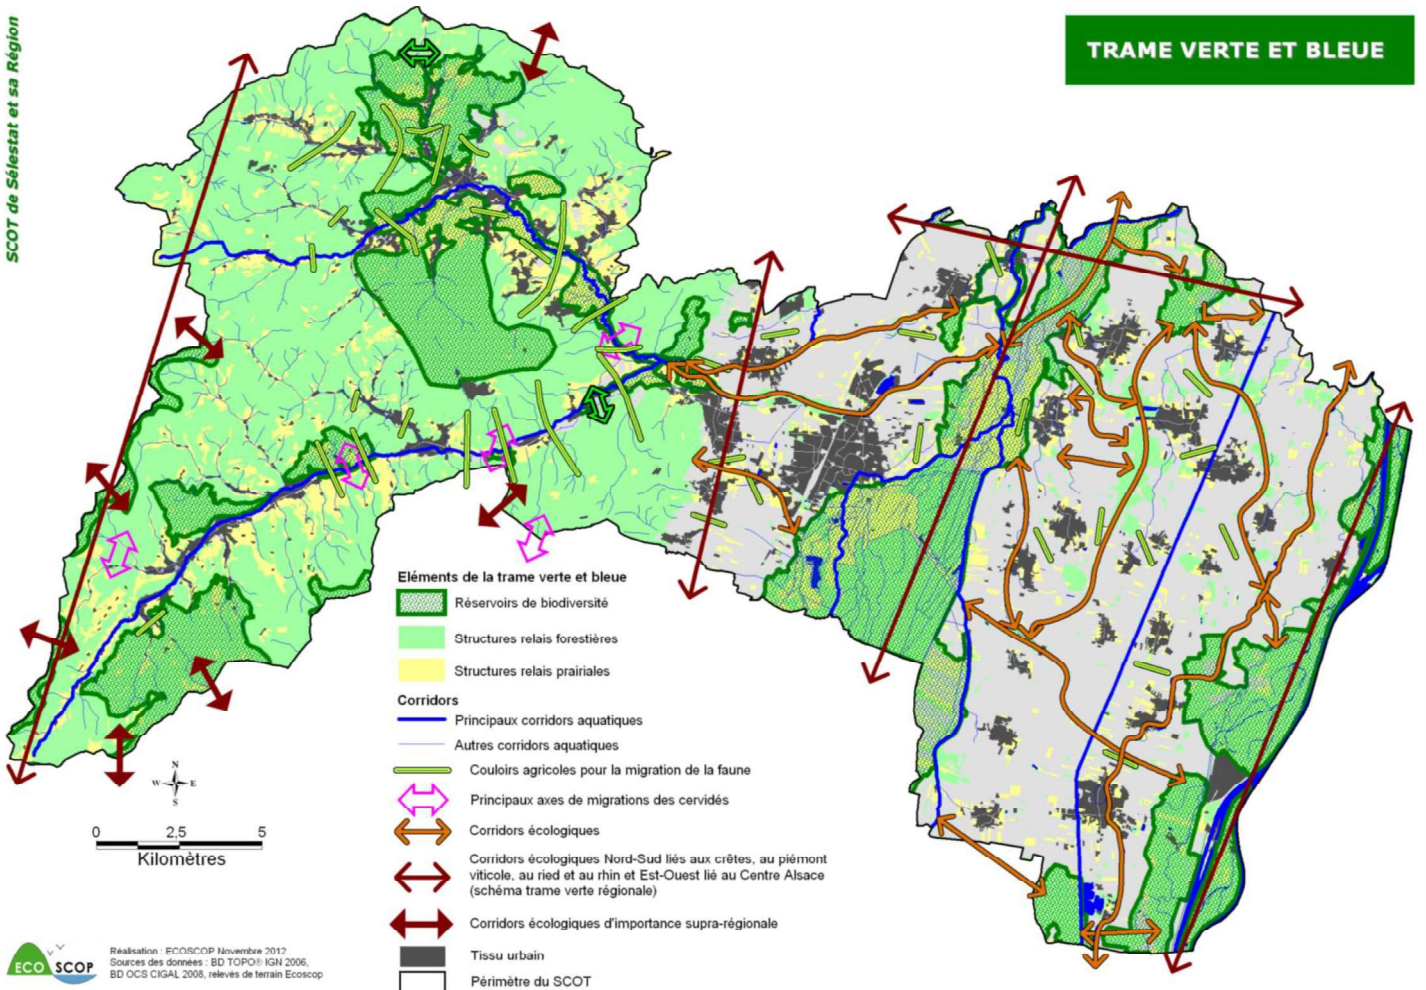 SCOT de Sélestat et sa Région
TRAME VERTE ET BLEUE
Eléments de la trame verte et bleue
Réservoirs de biodiversité
Structures relais forestières
Structures relais prairiales
Corridors
Principaux corridors aquatiques
Autres corridors aquatiques
Couloirs agricoles pour la migration de la faune
Principaux axes de migrations des cervidés
Corridors écologiques
Corridors écologiques Nord-Sud liés aux crêtes, au piémont
viticole, au ried et au rhin et Est-Ouest lié au Centre Alsace
(schéma trame verte régionale)
Corridors écologiques d'importance supra-régionale
Tissu urbain
Périmètre du SCOT
N
W E
S
0 2,5 5
Kilomètres
ECO SCOP
Réalisation : ECOSCOP Novembre 2012
Sources des données : BD TOPO® IGN 2006,
BD OCS CIGAL 2008, relevés de terrain Ecoscop